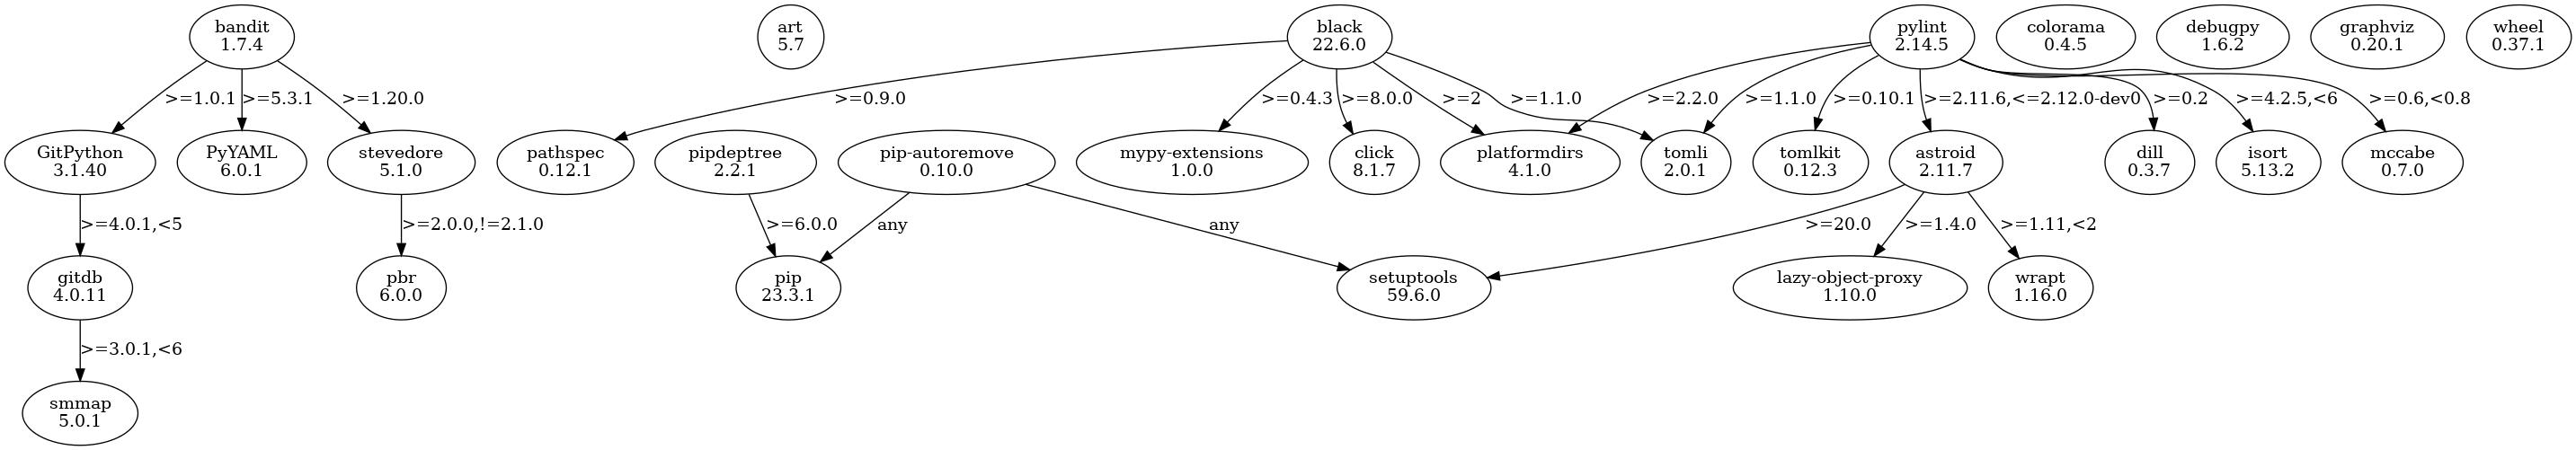 bandit
1.7.4
art
5.7
black
22.6.0
pylint
2.14.5
colorama
0.4.5
debugpy
1.6.2
graphviz
0.20.1
wheel
0.37.1
>=1.0.1
>=5.3.1
>=1.20.0
>=0.9.0
>=0.4.3
>=8.0.0
>=2
>=1.1.0
>=2.2.0
>=1.1.0
>=0.10.1
>=2.11.6,<=2.12.0-dev0
>=0.2
>=4.2.5,<6
>=0.6,<0.8
GitPython
3.1.40
PyYAML
6.0.1
stevedore
5.1.0
pathspec
0.12.1
pipdeptree
2.2.1
pip-autoremove
0.10.0
mypy-extensions
1.0.0
click
8.1.7
platformdirs
4.1.0
tomli
2.0.1
tomlkit
0.12.3
astroid
2.11.7
dill
0.3.7
isort
5.13.2
mccabe
0.7.0
>=4.0.1,<5
>=2.0.0,!=2.1.0
>=6.0.0
any
any
>=20.0
>=1.4.0
>=1.11,<2
gitdb
4.0.11
pbr
6.0.0
pip
23.3.1
setuptools
59.6.0
lazy-object-proxy
1.10.0
wrapt
1.16.0
>=3.0.1,<6
smmap
5.0.1